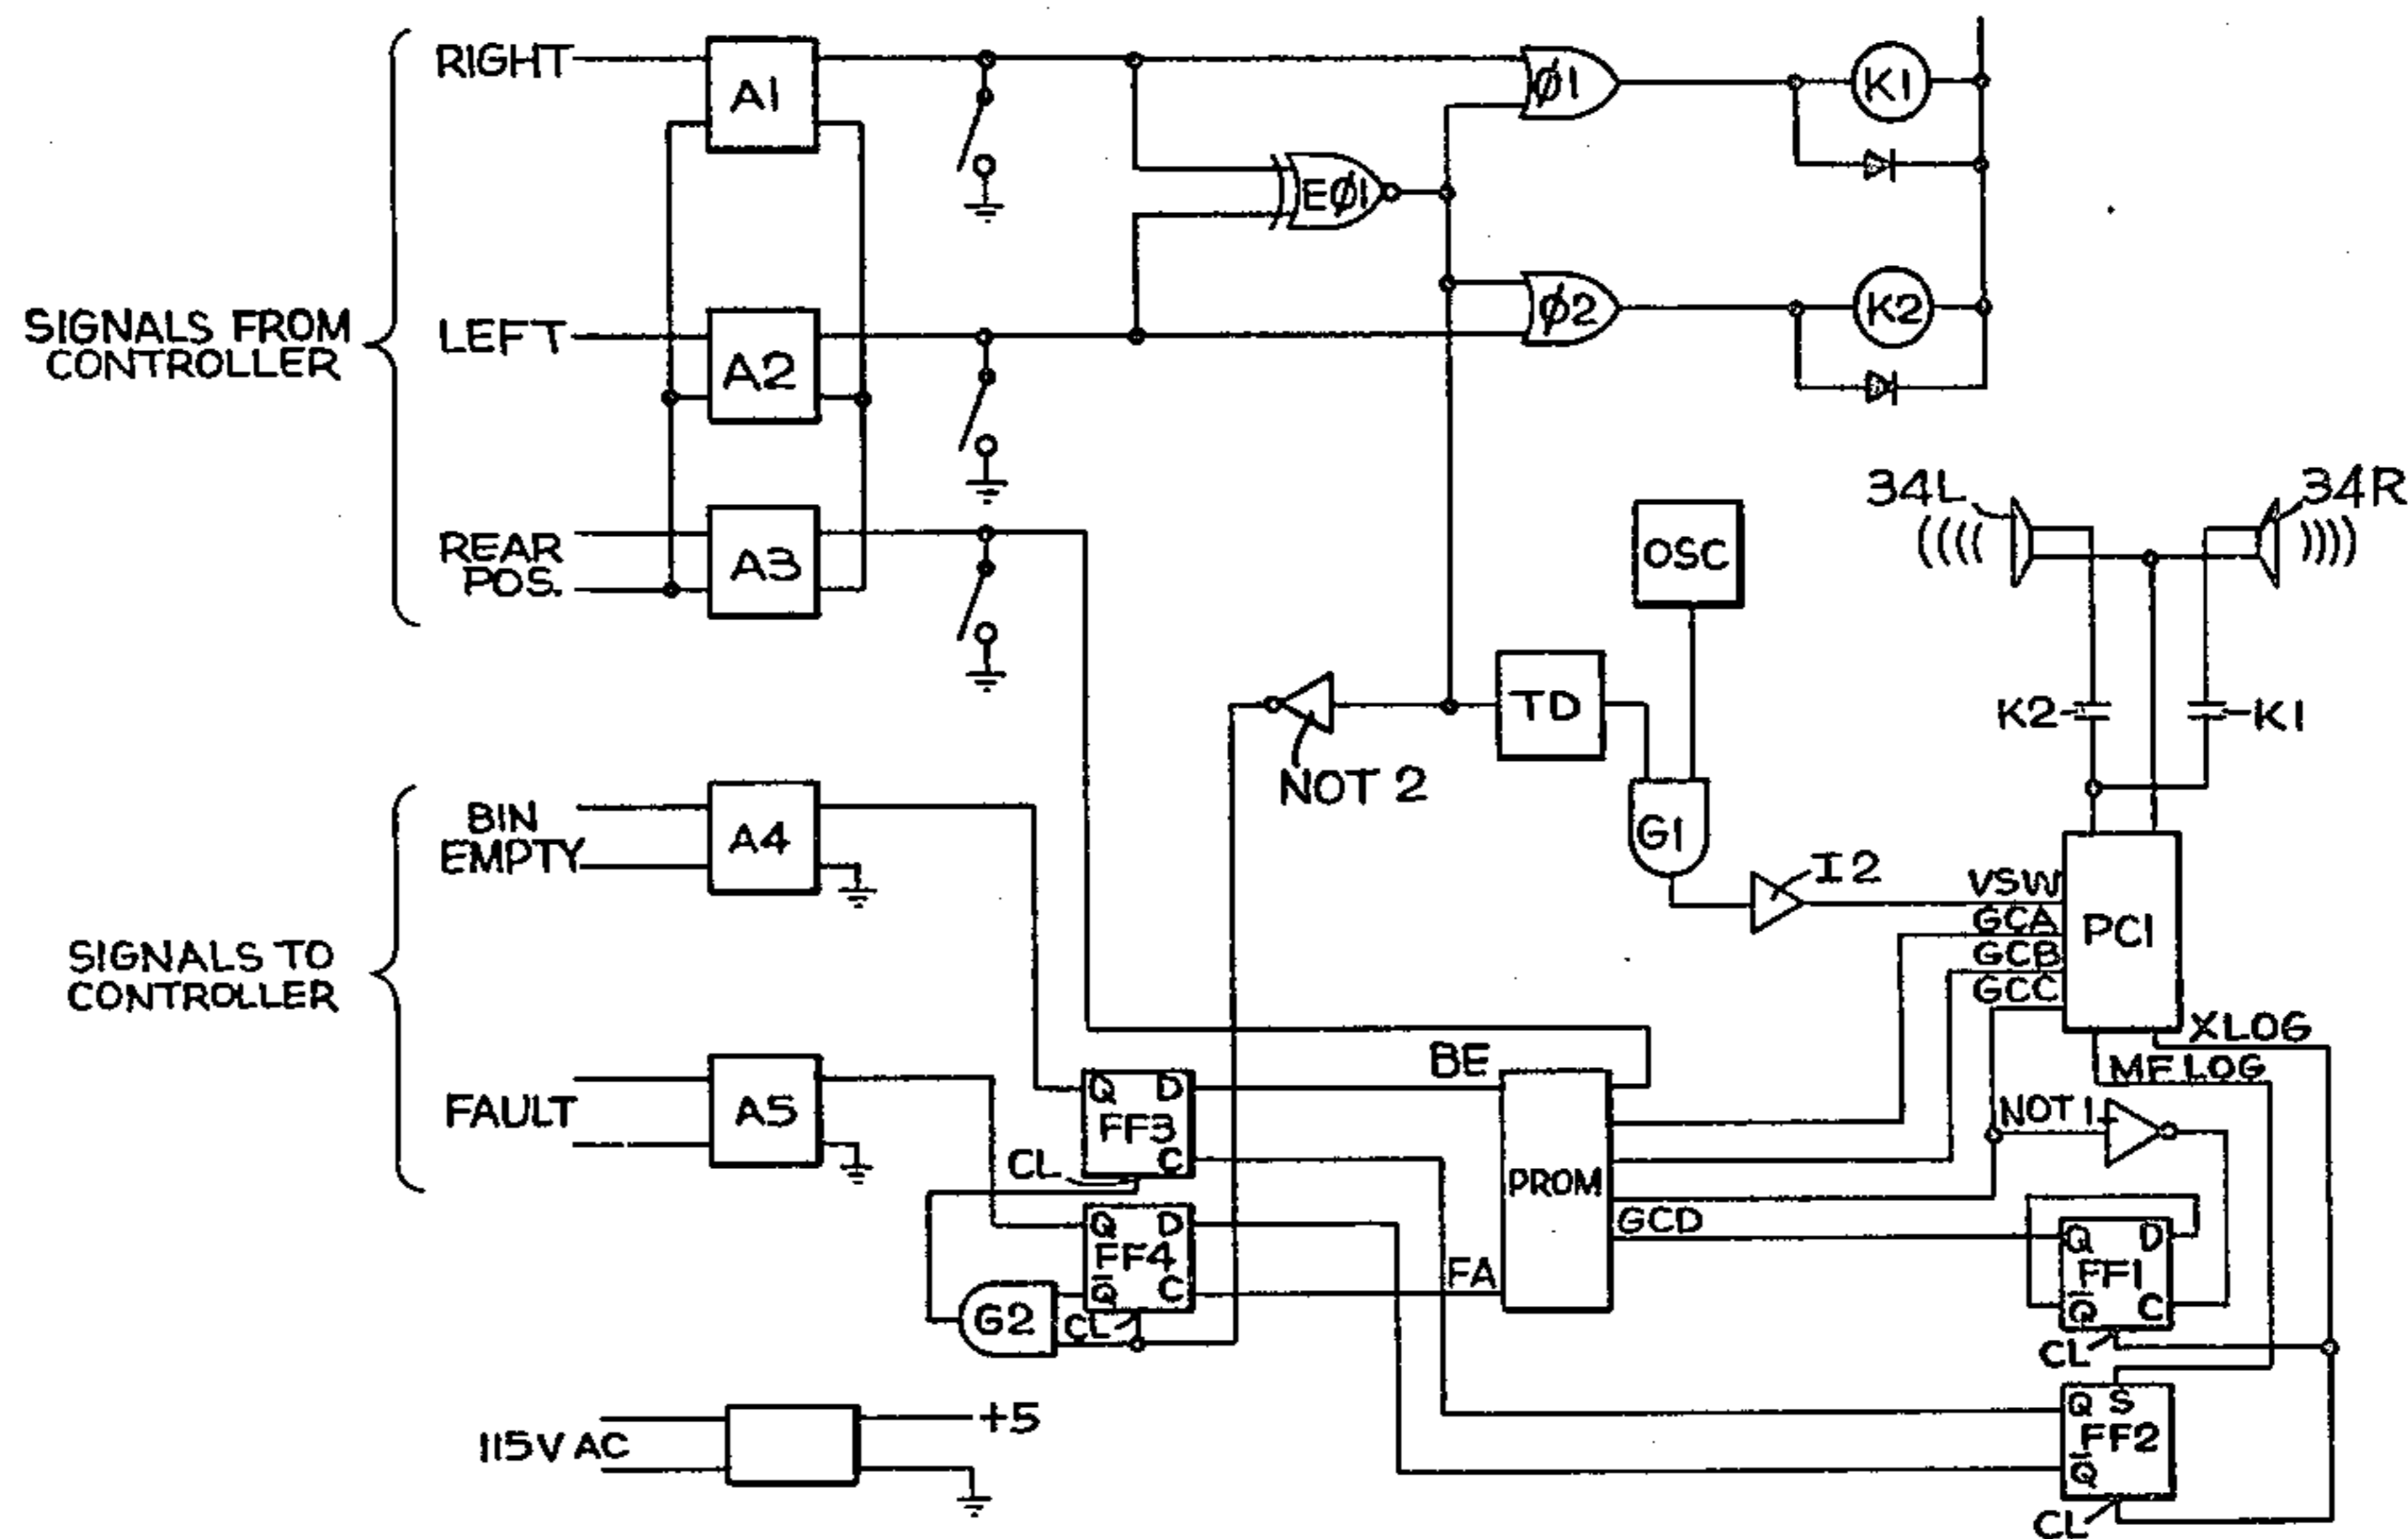 RIGHT
A1
Ø1
K1
EØ1
SIGNALS FROM
CONTROLLER
LEFT
A2
Ø2
K2
REAR
POS.
A3
OSC
34L
34R
TD
NOT 2
K2
K1
BIN
EMPTY
A4
G1
I2
VSW
GCA
GCB
GCC
PCI
XLOG
MF LOG
SIGNALS TO
CONTROLLER
FAULT
A5
BE
Q D
FF3
C
CL
PROM
NOT 1
GCD
Q D
FF4
Q̅ C
CL
G2
FA
Q D
FF1
Q̅ C
CL
Q S
FF2
Q̅
CL
115V AC
+5